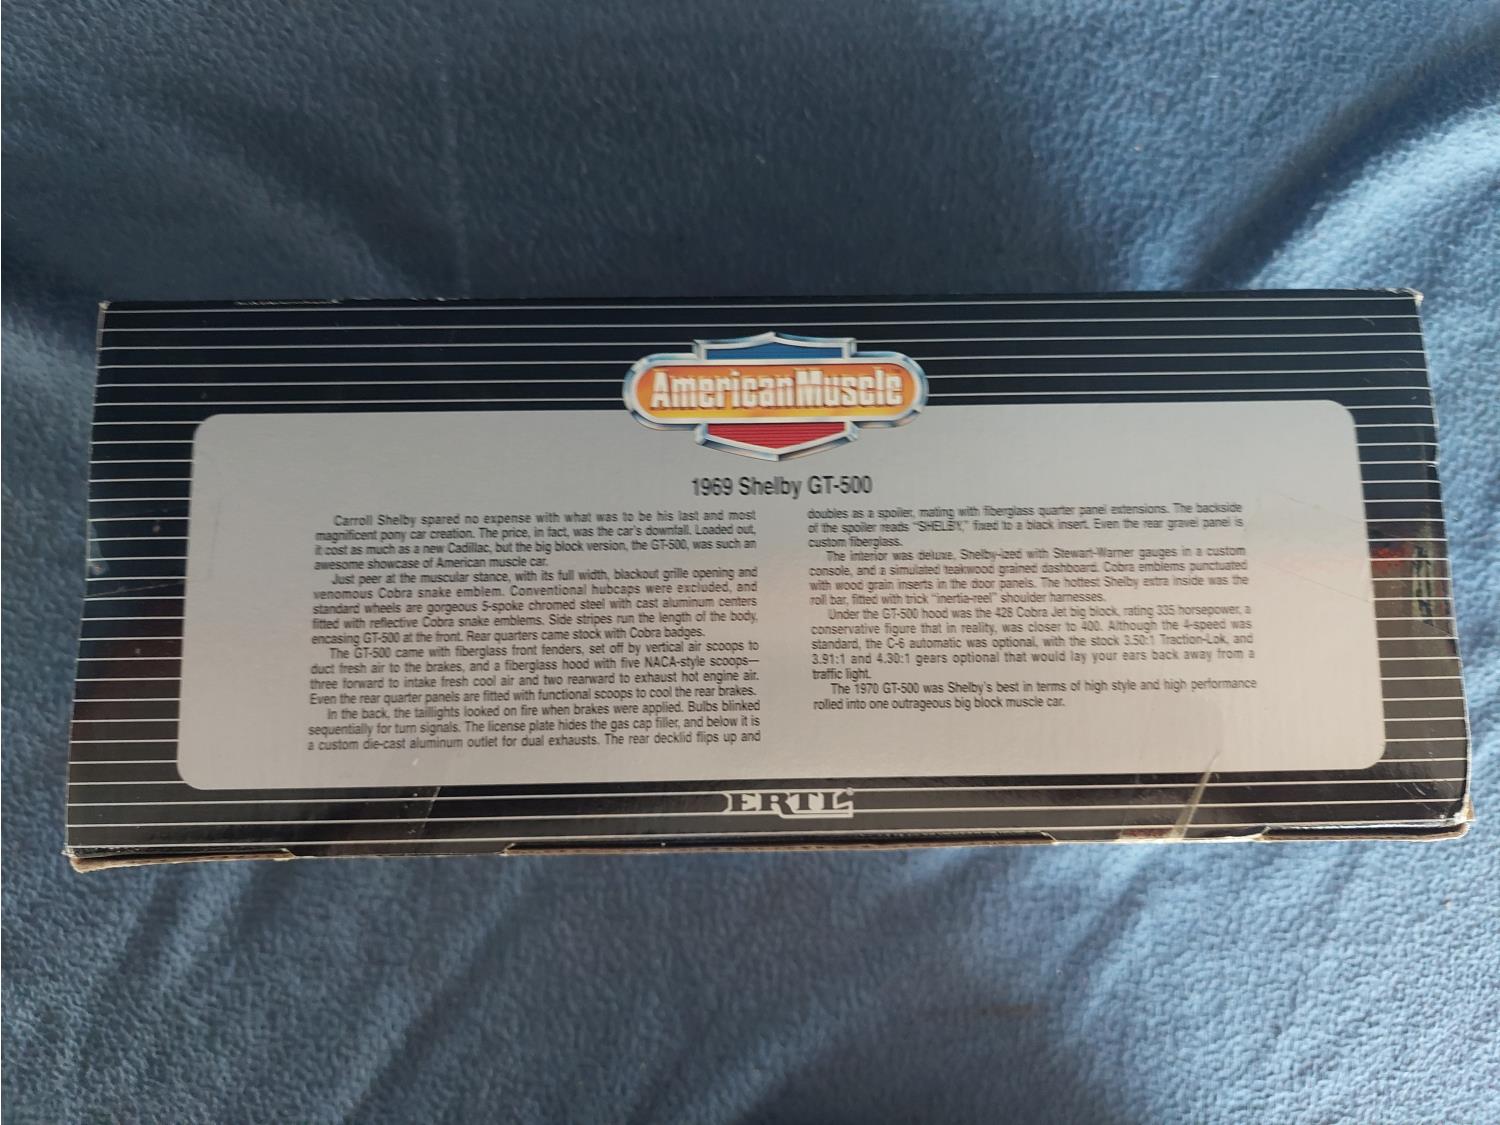 AmericanMuscle
1969 Shelby GT-500
Carroll Shelby spared no expense with what was to be his last and most
magnificent pony car creation. The price, in fact, was the car's downfall. Loaded out,
it cost as much as a new Cadillac, but the big block version, the GT-500, was such an
awesome showcase of American muscle car.
Just peer at the muscular stance, with its full width, blackout grille opening and
venomous Cobra snake emblem. Conventional hubcaps were excluded, and
standard wheels are gorgeous 5-spoke chromed steel with cast aluminum centers
fitted with reflective Cobra snake emblems. Side stripes run the length of the body,
encasing GT-500 at the front. Rear quarters came stock with Cobra badges.
The GT-500 came with fiberglass front fenders, set off by vertical air scoops to
duct fresh air to the brakes, and a fiberglass hood with five NACA-style scoops—
three forward to intake fresh cool air and two rearward to exhaust hot engine air.
Even the rear quarter panels are fitted with functional scoops to cool the rear brakes.
In the back, the taillights looked on fire when brakes were applied. Bulbs blinked
sequentially for turn signals. The license plate hides the gas cap filler, and below it is
a custom die-cast aluminum outlet for dual exhausts. The rear decklid flips up and
doubles as a spoiler, mating with fiberglass quarter panel extensions. The backside
of the spoiler reads "SHELBY," fixed to a black insert. Even the rear gravel panel is
custom fiberglass.
The interior was deluxe, Shelby-ized with Stewart-Warner gauges in a custom
console, and a simulated teakwood grained dashboard. Cobra emblems punctuated
with wood grain inserts in the door panels. The hottest Shelby extra inside was the
roll bar, fitted with trick "inertia-reel" shoulder harnesses.
Under the GT-500 hood was the 428 Cobra Jet big block, rating 335 horsepower, a
conservative figure that in reality, was closer to 400. Although the 4-speed was
standard, the C-6 automatic was optional, with the stock 3.50:1 Traction-Lok, and
3.91:1 and 4.30:1 gears optional that would lay your ears back away from a
traffic light.
The 1970 GT-500 was Shelby's best in terms of high style and high performance
rolled into one outrageous big block muscle car.
ERTL®